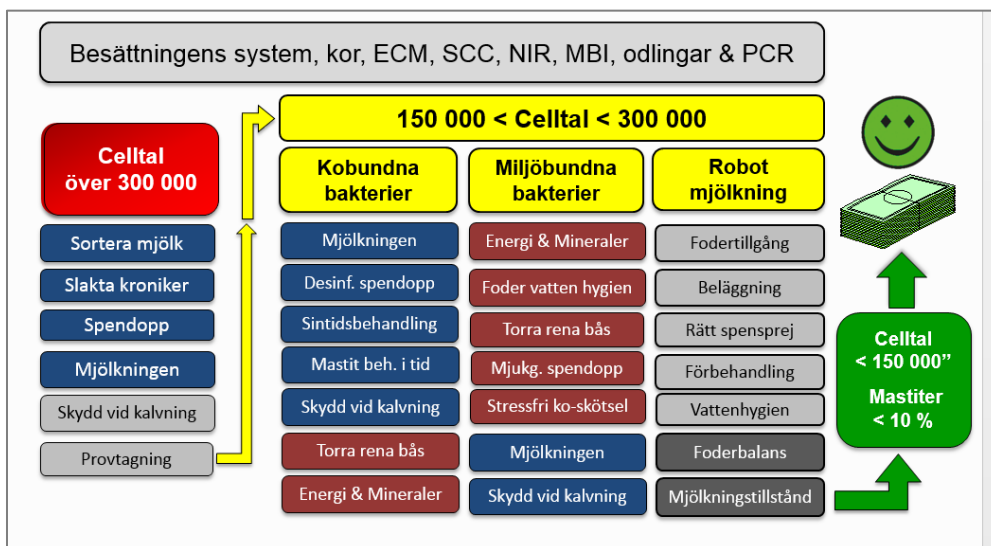 Besättningens system, kor, ECM, SCC, NIR, MBI, odlingar & PCR
Celltal
över 300 000
Sortera mjölk
Slakta kroniker
Spendopp
Mjölkningen
Skydd vid kalvning
Provtagning
150 000 < Celltal < 300 000
Kobundna
bakterier
Mjölkningen
Desinf. spendopp
Sintidsbehandling
Mastit beh. i tid
Skydd vid kalvning
Torra rena bås
Energi & Mineraler
Miljöbundna
bakterier
Energi & Mineraler
Foder vatten hygien
Torra rena bås
Mjukg. spendopp
Stressfri ko-skötsel
Mjölkningen
Skydd vid kalvning
Robot
mjölkning
Fodertillgång
Beläggning
Rätt spensprej
Förbehandling
Vattenhygien
Foderbalans
Mjölkningstillstånd
Celltal
< 150 000”
Mastiter
< 10 %